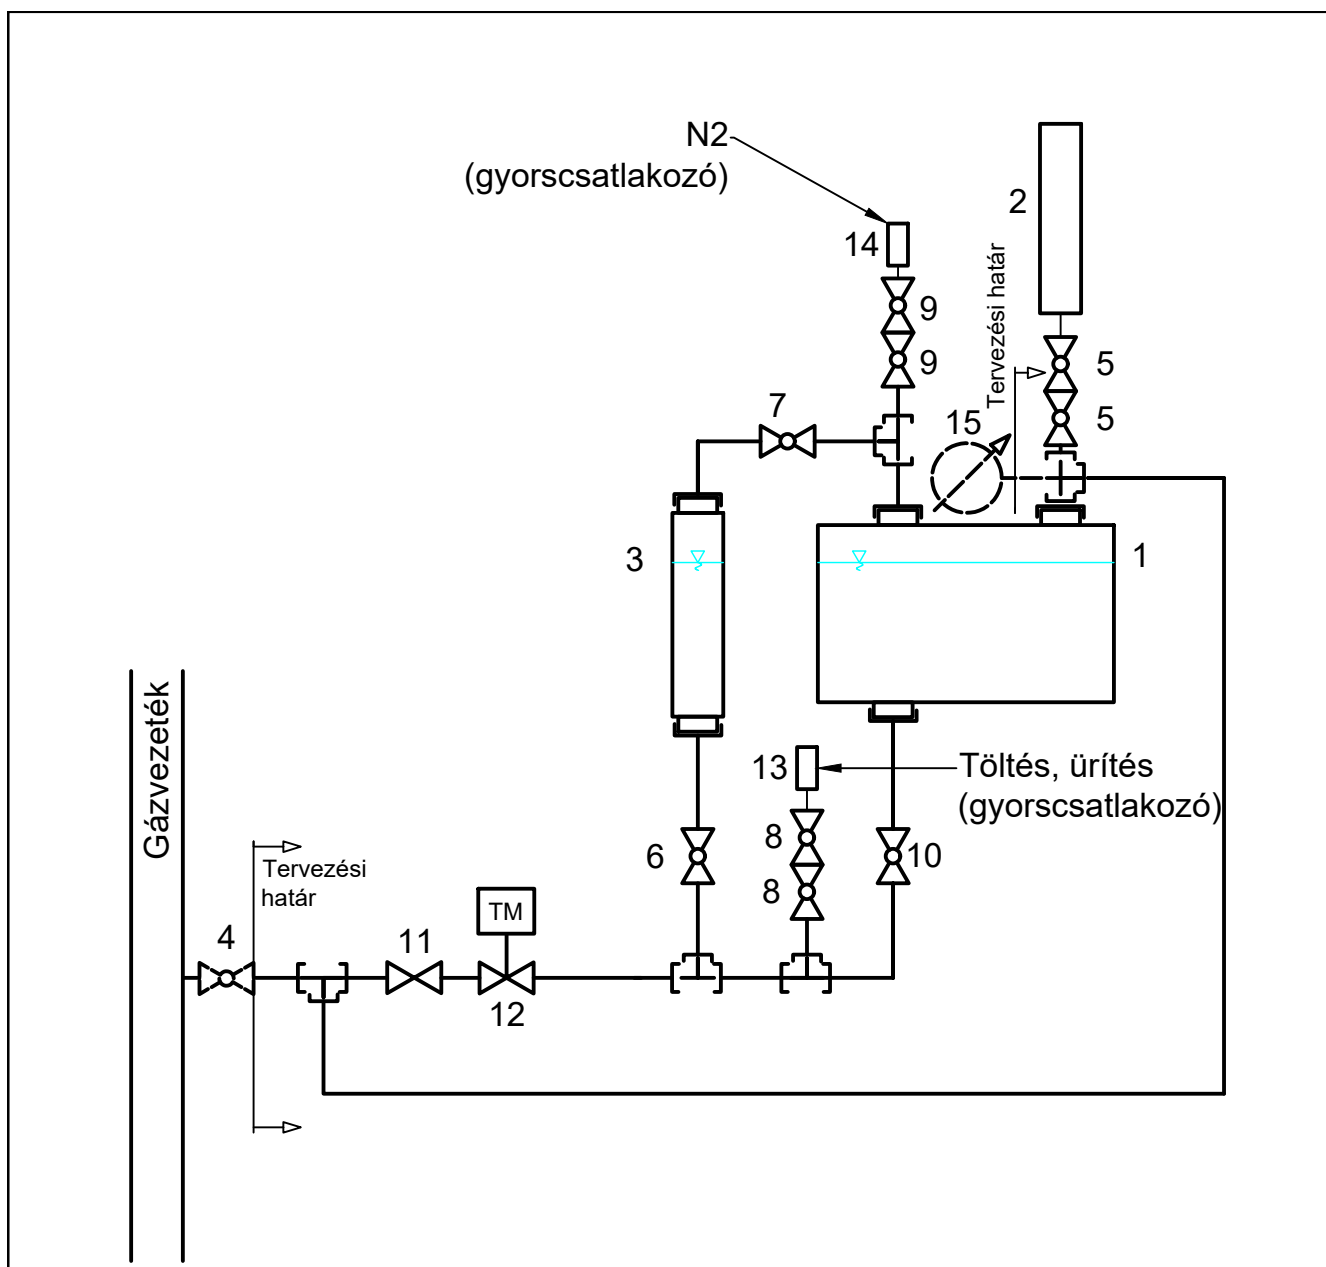 N2
(gyorscsatlakozó)
14
9
9
2
Tervezési határ
5
5
7
15
3
1
Gázvezeték
13
Töltés, ürítés
(gyorscsatlakozó)
8
8
6
10
Tervezési
határ
TM
4
11
12